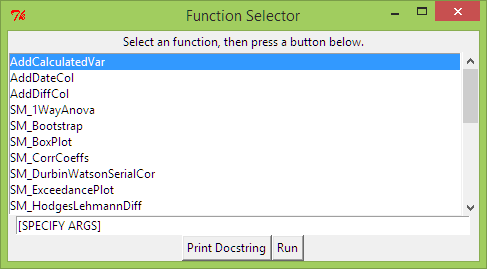 Function Selector
Select an function, then press a button below.
AddCalculatedVar
AddDateCol
AddDiffCol
SM_1WayAnova
SM_Bootstrap
SM_BoxPlot
SM_CorrCoeffs
SM_DurbinWatsonSerialCor
SM_ExceedancePlot
SM_HodgesLehmannDiff
[SPECIFY ARGS]
Print Docstring Run